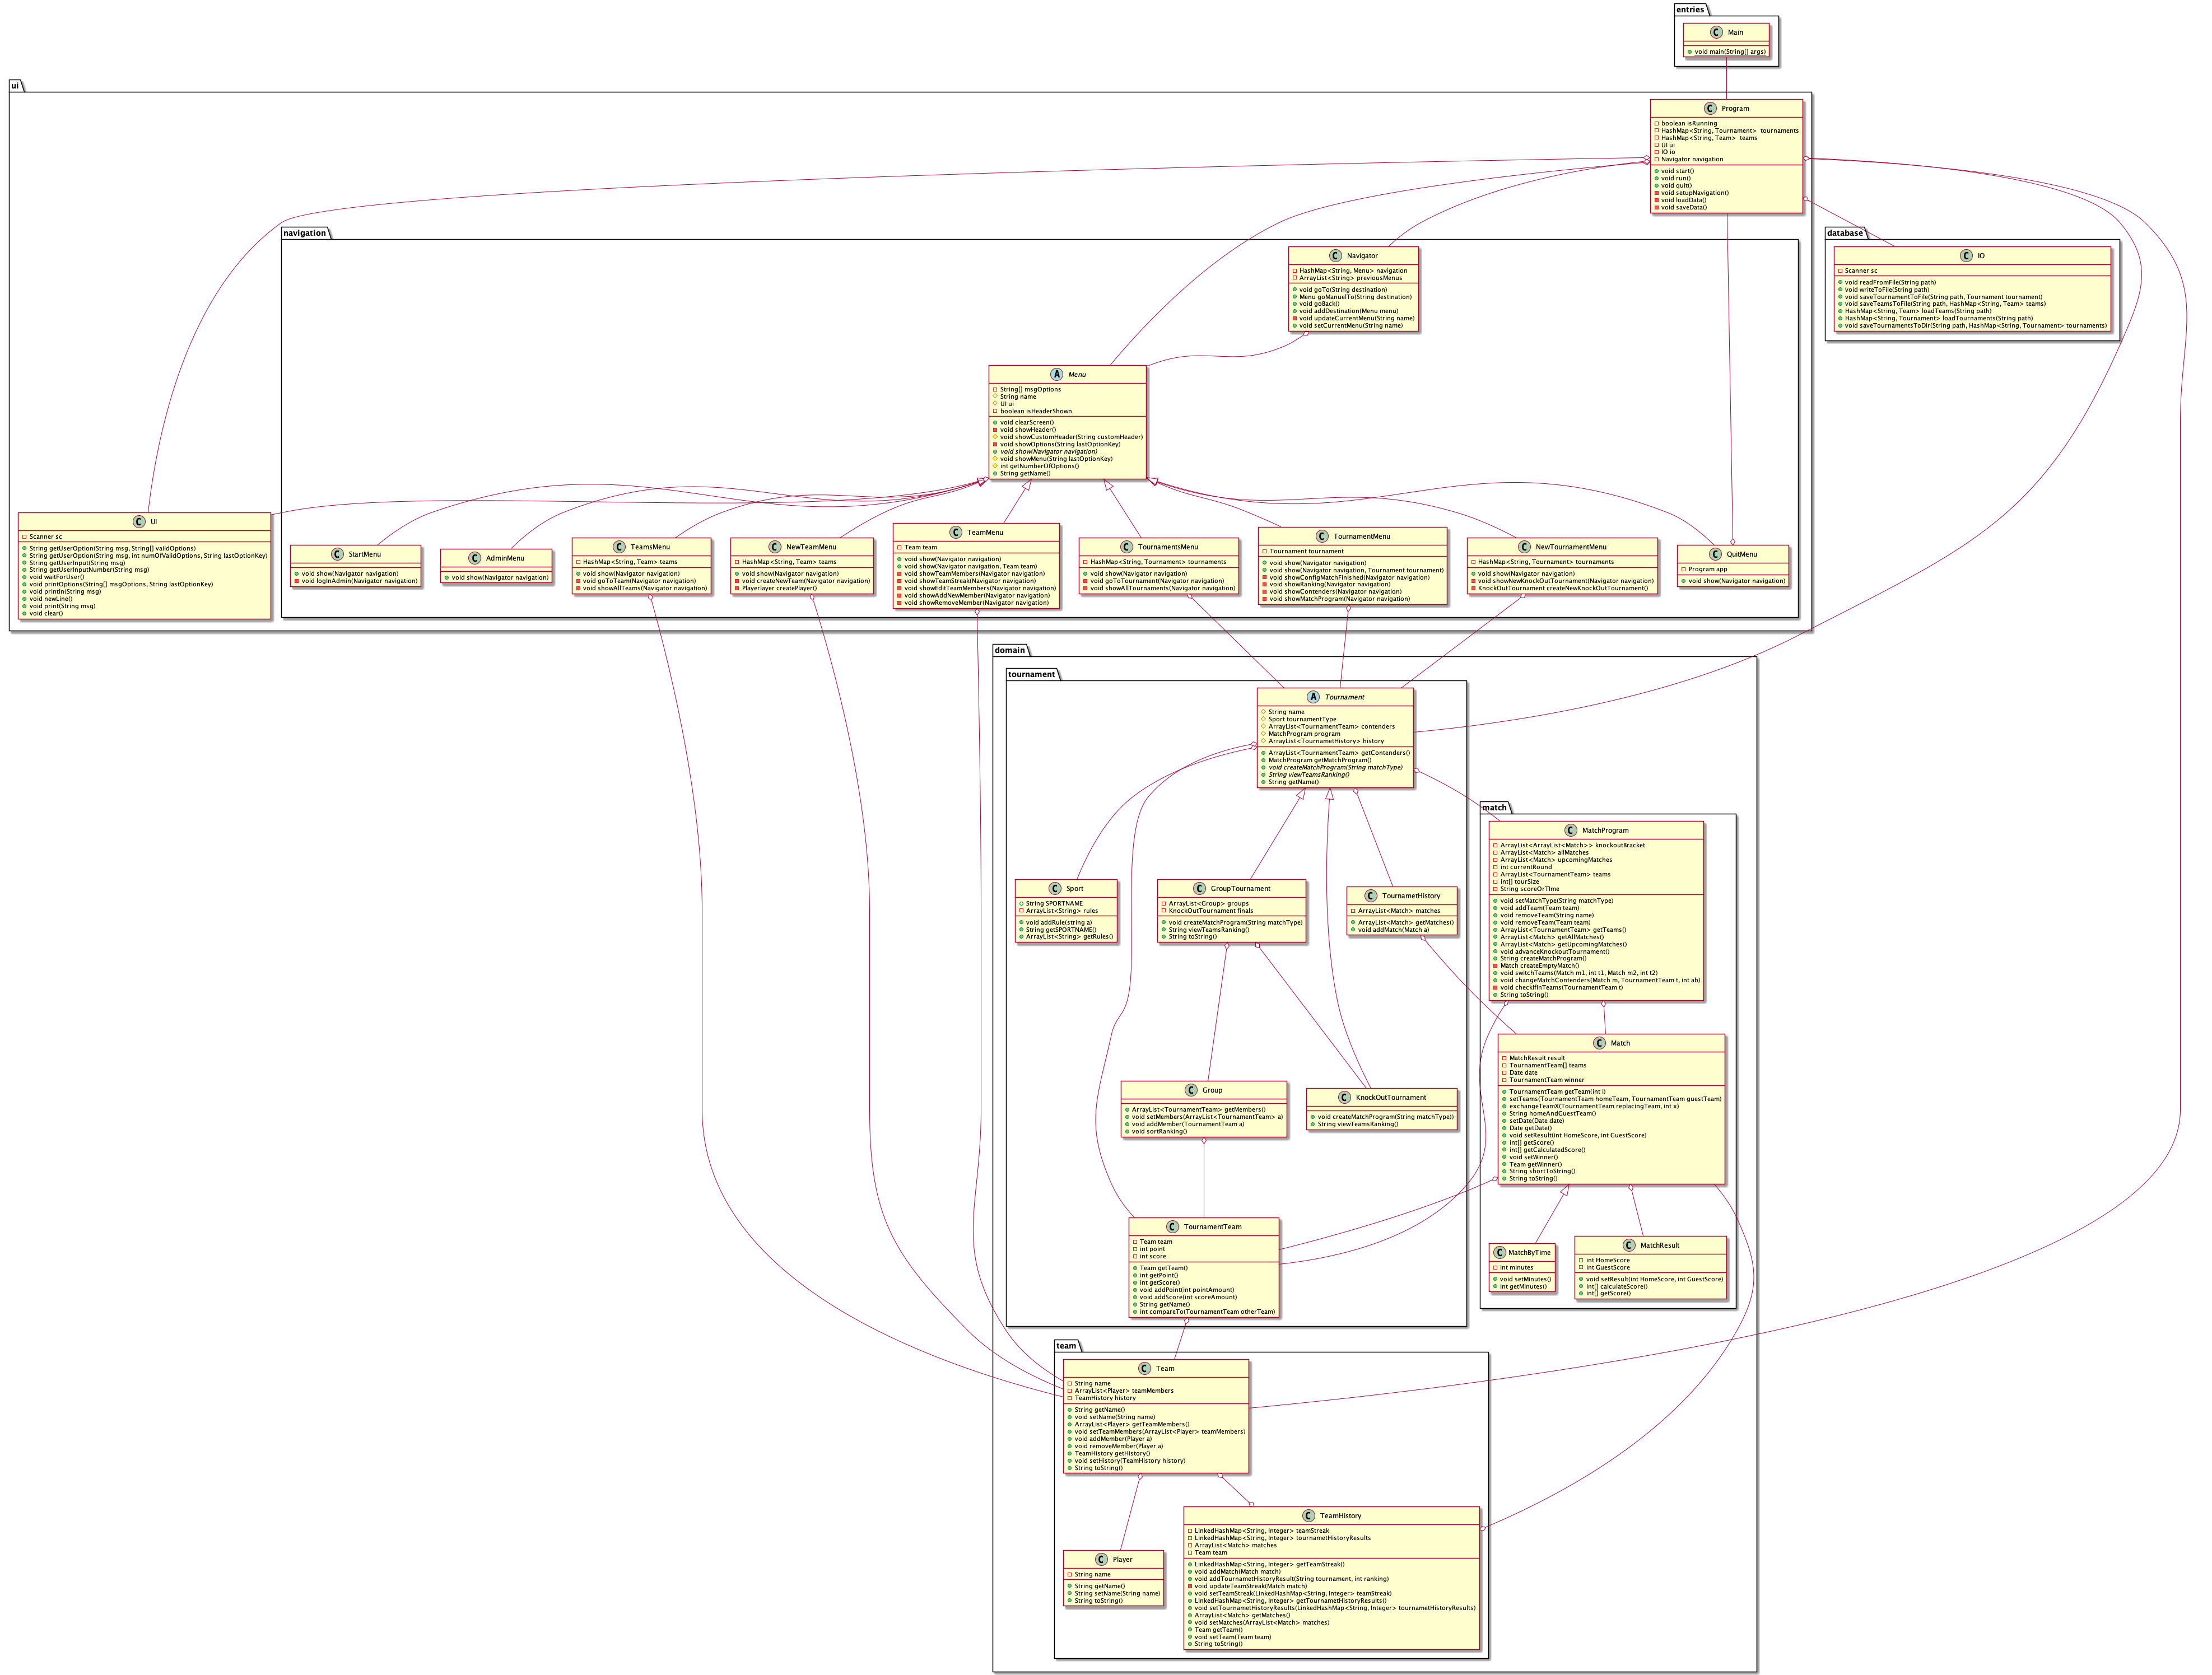 entries
Main
void main(String[] args)
ui
Program
boolean isRunning
HashMap<String, Tournament> tournaments
HashMap<String, Team> teams
UI ui
IO io
Navigator navigation
void start()
void run()
void quit()
void setupNavigation()
void loadData()
void saveData()
navigation
Navigator
HashMap<String, Menu> navigation
ArrayList<String> previousMenus
void goTo(String destination)
Menu goManuelTo(String destination)
void goBack()
void addDestination(Menu menu)
void updateCurrentMenu(String name)
void setCurrentMenu(String name)
database
IO
Scanner sc
void readFromFile(String path)
void writeToFile(String path)
void saveTournamentToFile(String path, Tournament tournament)
void saveTeamsToFile(String path, HashMap<String, Team> teams)
HashMap<String, Team> loadTeams(String path)
HashMap<String, Tournament> loadTournaments(String path)
void saveTournamentsToDir(String path, HashMap<String, Tournament> tournaments)
Menu
String[] msgOptions
String name
UI ui
boolean isHeaderShown
void clearScreen()
void showHeader()
void showCustomHeader(String customHeader)
void showOptions(String lastOptionKey)
void show(Navigator navigation)
void showMenu(String lastOptionKey)
int getNumberOfOptions()
String getName()
UI
Scanner sc
String getUserOption(String msg, String[] vaildOptions)
String getUserOption(String msg, int numOfValidOptions, String lastOptionKey)
String getUserInput(String msg)
String getUserInputNumber(String msg)
void waitForUser()
void printOptions(String[] msgOptions, String lastOptionKey)
void println(String msg)
void newLine()
void print(String msg)
void clear()
StartMenu
void show(Navigator navigation)
void logInAdmin(Navigator navigation)
AdminMenu
void show(Navigator navigation)
TeamsMenu
HashMap<String, Team> teams
void show(Navigator navigation)
void goToTeam(Navigator navigation)
void showAllTeams(Navigator navigation)
NewTeamMenu
HashMap<String, Team> teams
void show(Navigator navigation)
void createNewTeam(Navigator navigation)
Playerlayer createPlayer()
TeamMenu
Team team
void show(Navigator navigation)
void show(Navigator navigation, Team team)
void showTeamMembers(Navigator navigation)
void showTeamStreak(Navigator navigation)
void showEditTeamMembers(Navigator navigation)
void showAddNewMember(Navigator navigation)
void showRemoveMember(Navigator navigation)
TournamentsMenu
HashMap<String, Tournament> tournaments
void show(Navigator navigation)
void goToTournament(Navigator navigation)
void showAllTournaments(Navigator navigation)
TournamentMenu
Tournament tournament
void show(Navigator navigation)
void show(Navigator navigation, Tournament tournament)
void showConfigMatchFinished(Navigator navigation)
void showRanking(Navigator navigation)
void showContenders(Navigator navigation)
void showMatchProgram(Navigator navigation)
NewTournamentMenu
HashMap<String, Tournament> tournaments
void show(Navigator navigation)
void showNewKnockOutTournament(Navigator navigation)
KnockOutTournament createNewKnockOutTournament()
QuitMenu
Program app
void show(Navigator navigation)
domain
tournament
Tournament
String name
Sport tournamentType
ArrayList<TournamentTeam> contenders
MatchProgram program
ArrayList<TournametHistory> history
ArrayList<TournamentTeam> getContenders()
MatchProgram getMatchProgram()
void createMatchProgram(String matchType)
String viewTeamsRanking()
String getName()
match
MatchProgram
ArrayList<ArrayList<Match>> knockoutBracket
ArrayList<Match> allMatches
ArrayList<Match> upcomingMatches
int currentRound
ArrayList<TournamentTeam> teams
int[] tourSize
String scoreOrTIme
void setMatchType(String matchType)
void addTeam(Team team)
void removeTeam(String name)
void removeTeam(Team team)
ArrayList<TournamentTeam> getTeams()
ArrayList<Match> getAllMatches()
ArrayList<Match> getUpcomingMatches()
void advanceKnockoutTournament()
String createMatchProgram()
Match createEmptyMatch()
void switchTeams(Match m1, int t1, Match m2, int t2)
void changeMatchContenders(Match m, TournamentTeam t, int ab)
void checkIfInTeams(TournamentTeam t)
String toString()
Sport
String SPORTNAME
ArrayList<String> rules
void addRule(string a)
String getSPORTNAME()
ArrayList<String> getRules()
GroupTournament
ArrayList<Group> groups
KnockOutTournament finals
void createMatchProgram(String matchType)
String viewTeamsRanking()
String toString()
TournametHistory
ArrayList<Match> matches
ArrayList<Match> getMatches()
void addMatch(Match a)
Match
MatchResult result
TournamentTeam[] teams
Date date
TournamentTeam winner
TournamentTeam getTeam(int i)
setTeams(TournamentTeam homeTeam, TournamentTeam guestTeam)
exchangeTeamX(TournamentTeam replacingTeam, int x)
String homeAndGuestTeam()
setDate(Date date)
Date getDate()
void setResult(int HomeScore, int GuestScore)
int[] getScore()
int[] getCalculatedScore()
void setWinner()
Team getWinner()
String shortToString()
String toString()
Group
ArrayList<TournamentTeam> getMembers()
void setMembers(ArrayList<TournamentTeam> a)
void addMember(TournamentTeam a)
void sortRanking()
KnockOutTournament
void createMatchProgram(String matchType))
String viewTeamsRanking()
TournamentTeam
Team team
int point
int score
Team getTeam()
int getPoint()
int getScore()
void addPoint(int pointAmount)
void addScore(int scoreAmount)
String getName()
int compareTo(TournamentTeam otherTeam)
MatchByTime
int minutes
void setMinutes()
int getMinutes()
MatchResult
int HomeScore
int GuestScore
void setResult(int HomeScore, int GuestScore)
int[] calculateScore()
int[] getScore()
team
Team
String name
ArrayList<Player> teamMembers
TeamHistory history
String getName()
void setName(String name)
ArrayList<Player> getTeamMembers()
void setTeamMembers(ArrayList<Player> teamMembers)
void addMember(Player a)
void removeMember(Player a)
TeamHistory getHistory()
void setHistory(TeamHistory history)
String toString()
Player
String name
String getName()
String setName(String name)
String toString()
TeamHistory
LinkedHashMap<String, Integer> teamStreak
LinkedHashMap<String, Integer> tournametHistoryResults
ArrayList<Match> matches
Team team
LinkedHashMap<String, Integer> getTeamStreak()
void addMatch(Match match)
void addTournametHistoryResult(String tournament, int ranking)
void updateTeamStreak(Match match)
void setTeamStreak(LinkedHashMap<String, Integer> teamStreak)
LinkedHashMap<String, Integer> getTournametHistoryResults()
void setTournametHistoryResults(LinkedHashMap<String, Integer> tournametHistoryResults)
ArrayList<Match> getMatches()
void setMatches(ArrayList<Match> matches)
Team getTeam()
void setTeam(Team team)
String toString()